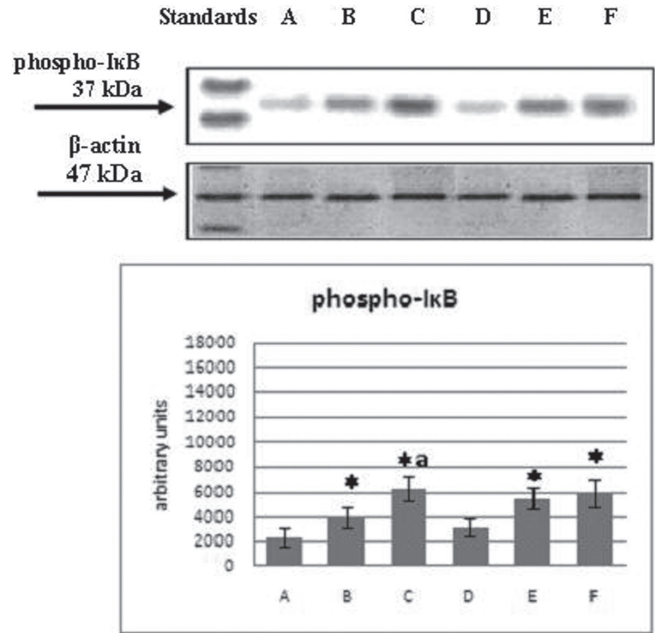 Standards A B C D E F
phospho-IκB
37 kDa
β-actin
47 kDa
phospho-IκB
18000
16000
14000
12000
10000
8000
6000
4000
2000
0
arbitrary units
*
*a
*
*
A B C D E F